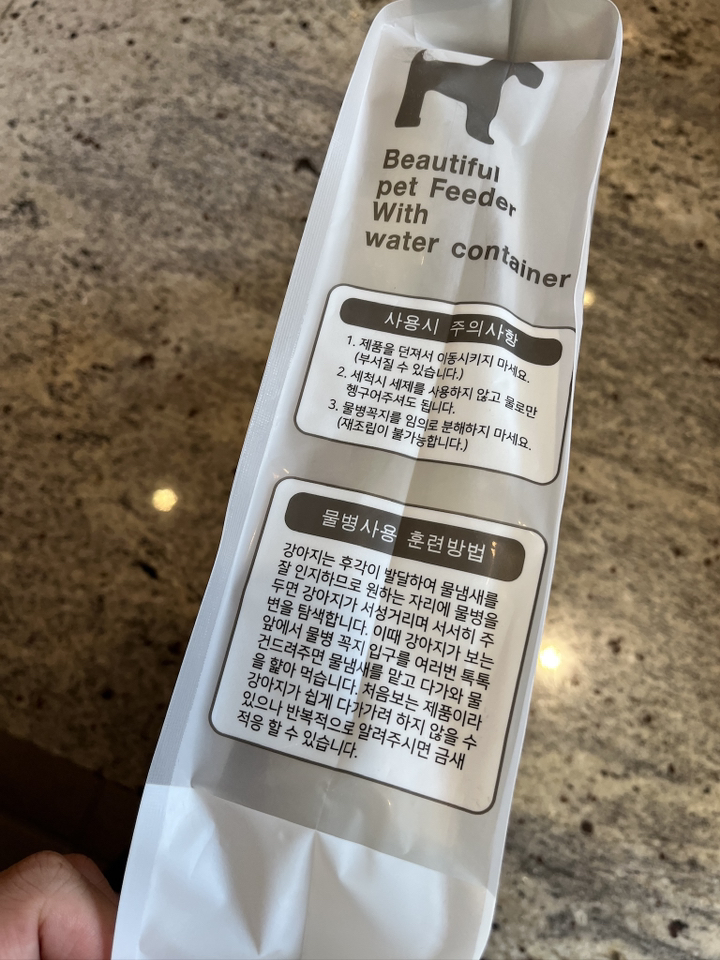 Beautiful
pet Feeder
With
water container
사용시 주의사항
1. 제품을 던져서 이동시키지 마세요.
(부서질 수 있습니다.)
2. 세척시 세제를 사용하지 않고 물로만
헹구어주셔도 됩니다.
3. 물병꼭지를 임의로 분해하지 마세요.
(재조립이 불가능합니다.)
물병사용 훈련방법
강아지는 후각이 발달하여 물냄새를
잘 인지하므로 원하는 자리에 물병을
두면 강아지가 서성거리며 서서히 주
변을 탐색합니다. 이때 강아지가 보는
앞에서 물병 꼭지 입구를 여러번 톡톡
건드려주면 물냄새를 맡고 다가와 물
을 햝아 먹습니다. 처음보는 제품이라
강아지가 쉽게 다가가려 하지 않을 수
있으나 반복적으로 알려주시면 금새
적응 할 수 있습니다.